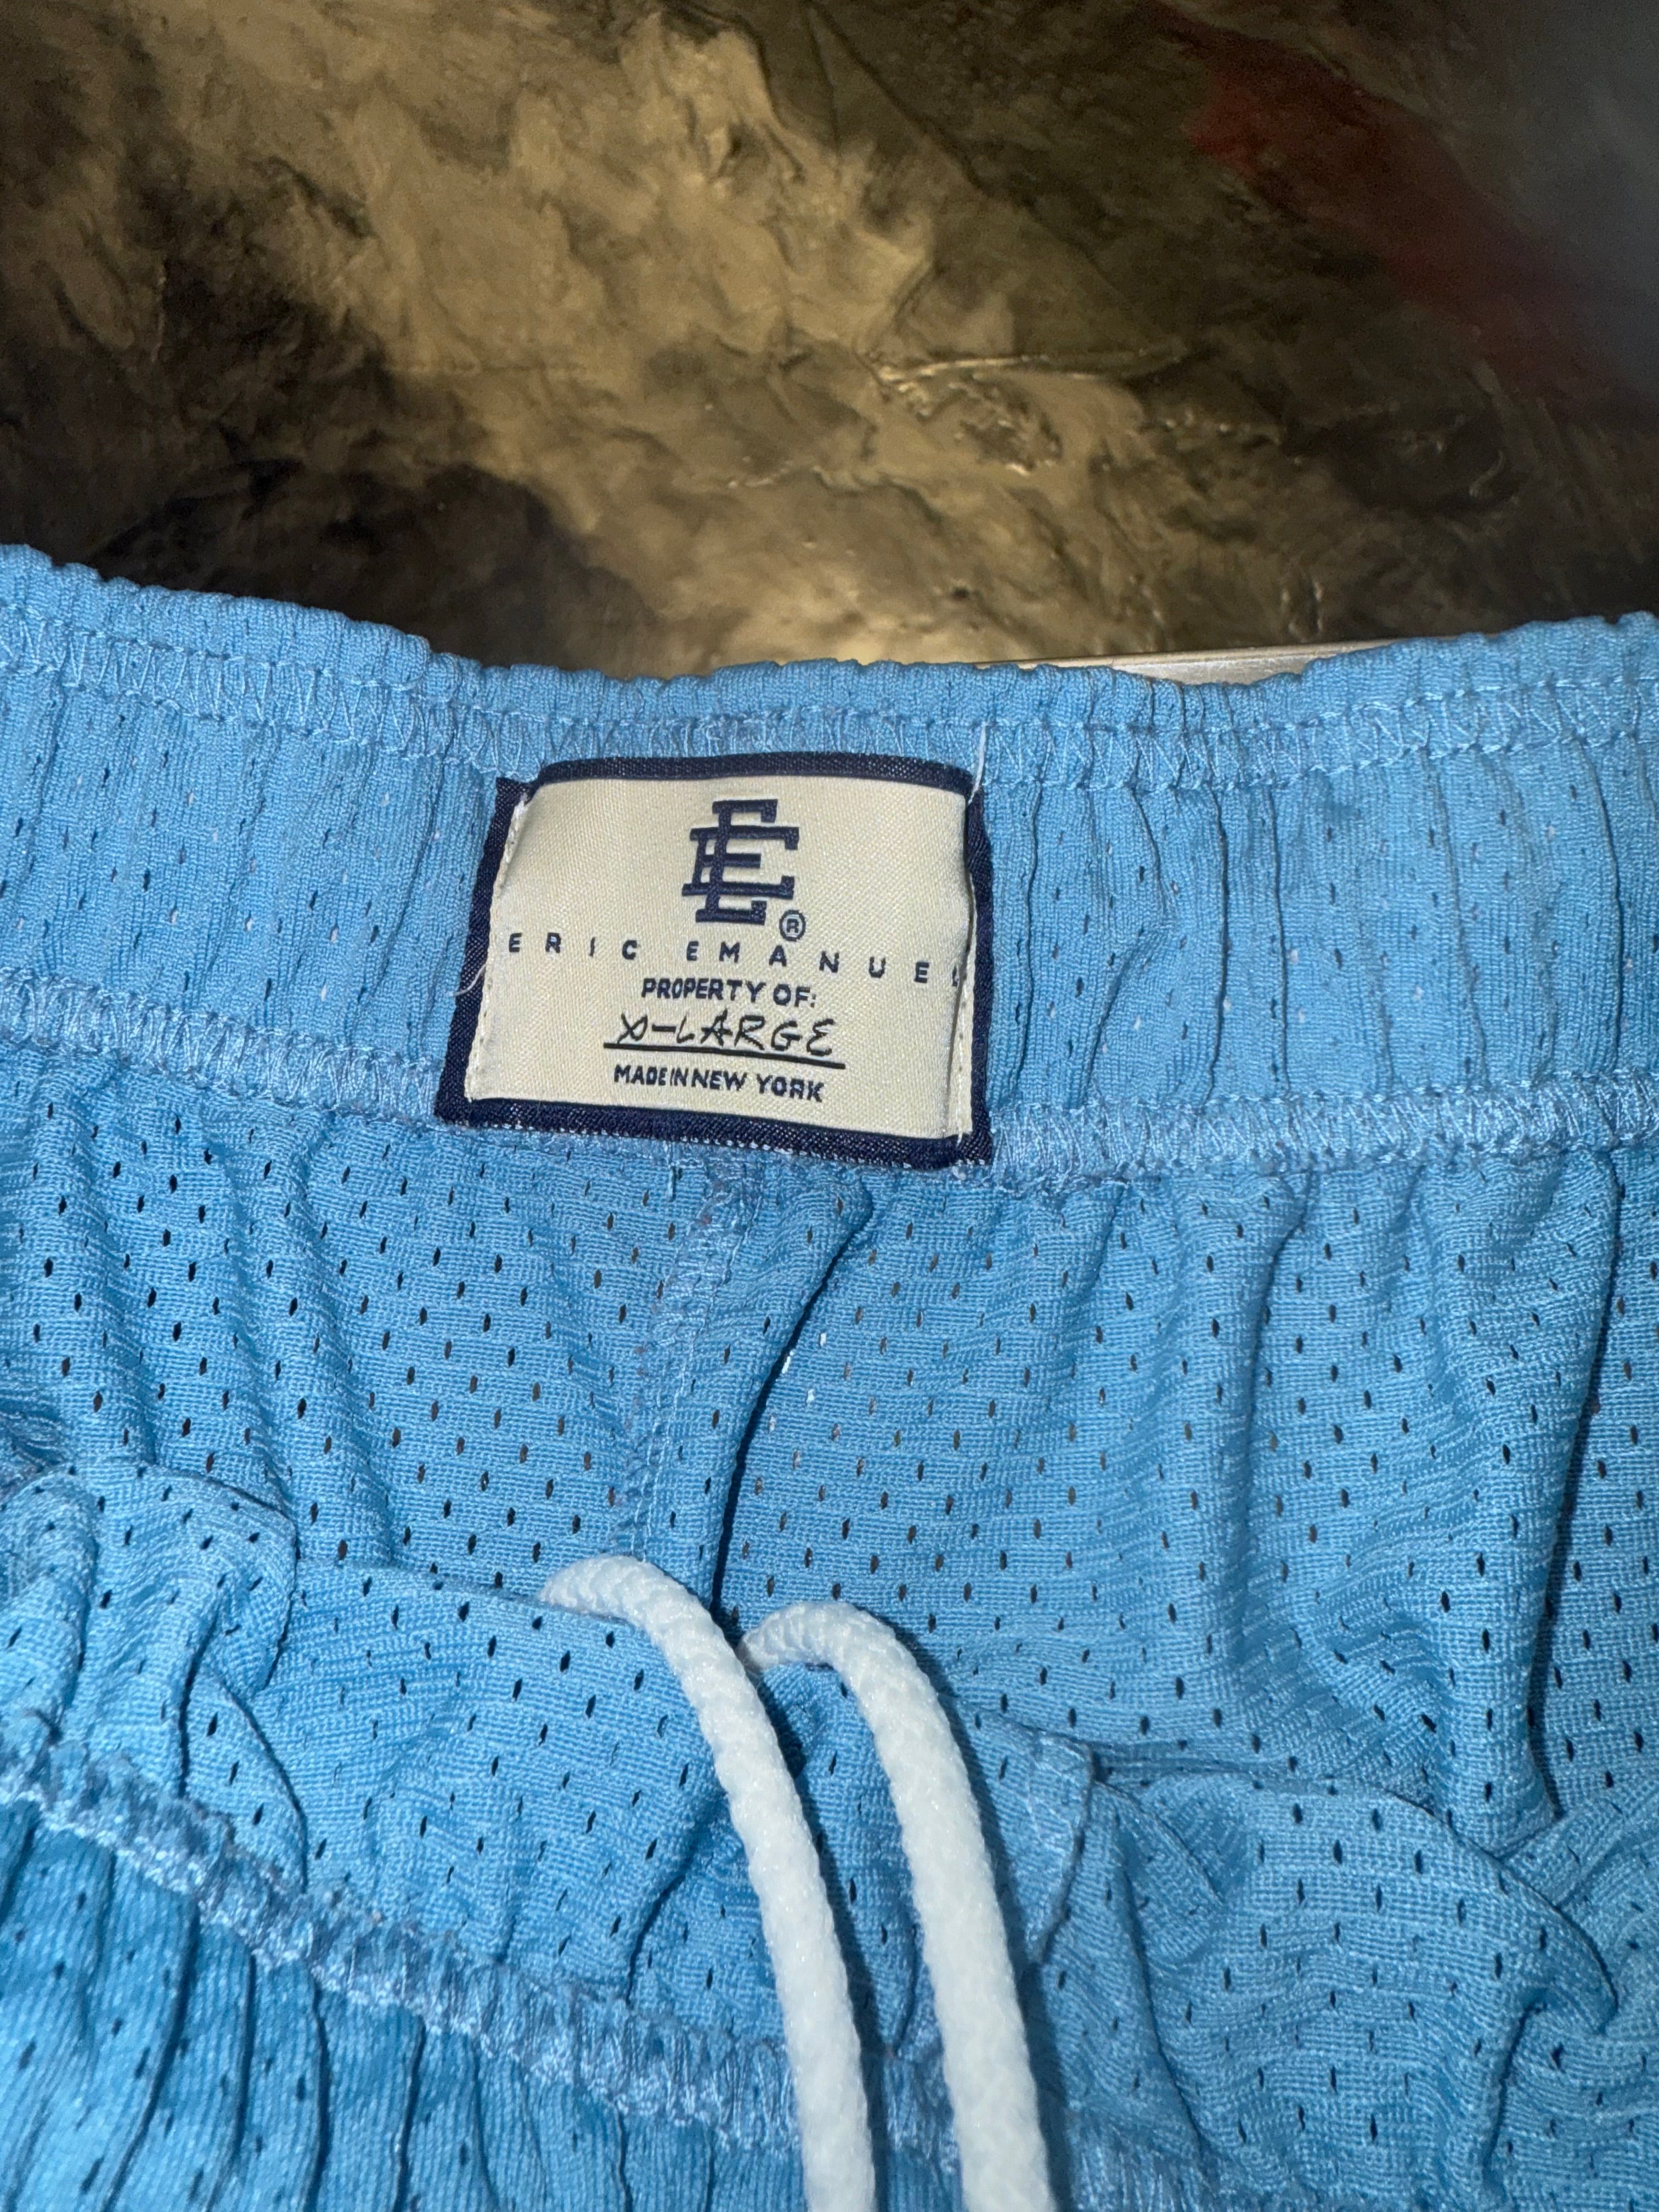 EE®
ERIC EMANUEL
PROPERTY OF:
X-LARGE
MADE IN NEW YORK